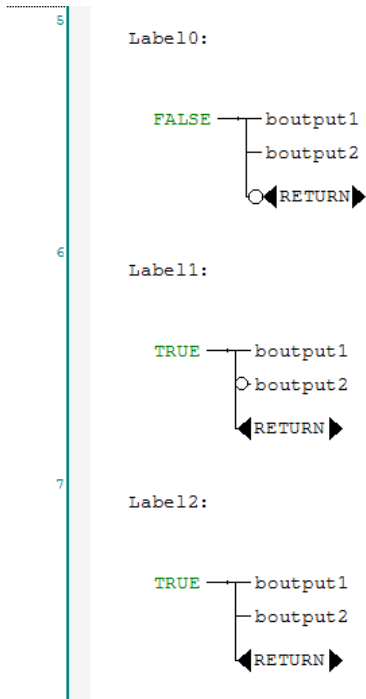 5
Label0:
FALSE boutput1
boutput2
RETURN
6
Label1:
TRUE boutput1
boutput2
RETURN
7
Label2:
TRUE boutput1
boutput2
RETURN